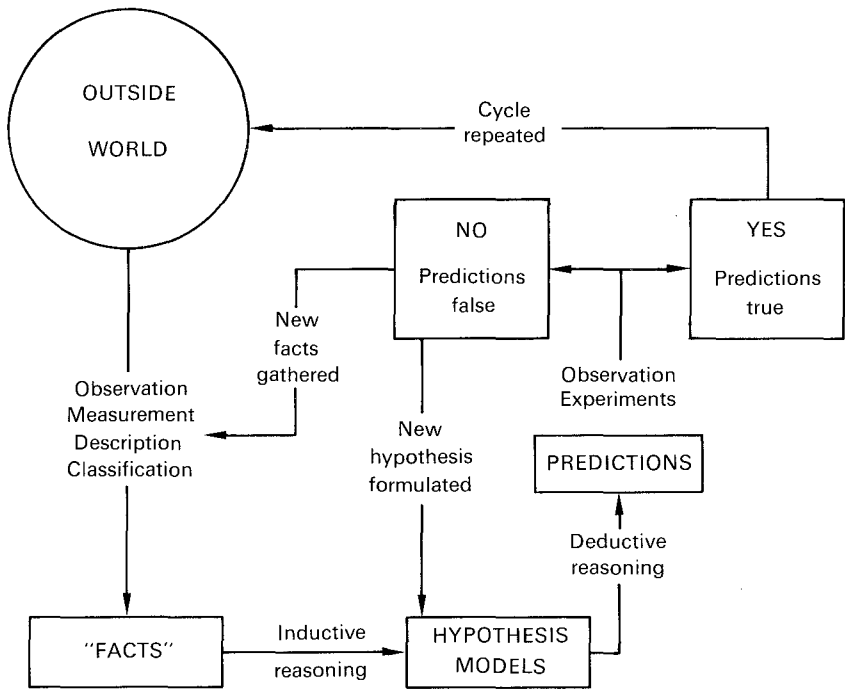 OUTSIDE
WORLD
Cycle
repeated
NO
Predictions
false
YES
Predictions
true
New
facts
gathered
Observation
Measurement
Description
Classification
Observation
Experiments
New
hypothesis
formulated
PREDICTIONS
Deductive
reasoning
"FACTS"
Inductive
reasoning
HYPOTHESIS
MODELS